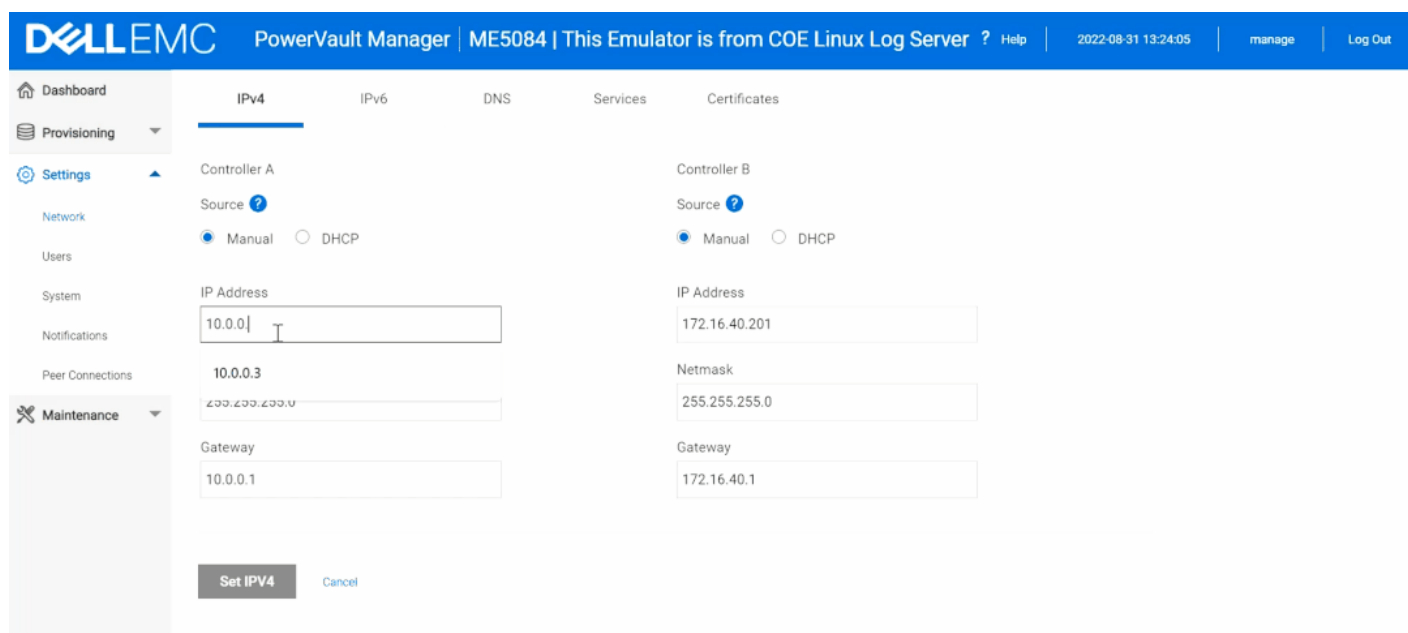 DELLEMC PowerVault Manager | ME5084 | This Emulator is from COE Linux Log Server ? Help 2022-08-31 13:24:05 manage Log Out
Dashboard
Provisioning
Settings
Network
Users
System
Notifications
Peer Connections
Maintenance
IPv4 IPv6 DNS Services Certificates
Controller A
Source ?
Manual DHCP
IP Address
10.0.0.
10.0.0.3
255.255.255.0
Gateway
10.0.0.1
Controller B
Source ?
Manual DHCP
IP Address
172.16.40.201
Netmask
255.255.255.0
Gateway
172.16.40.1
Set IPV4 Cancel